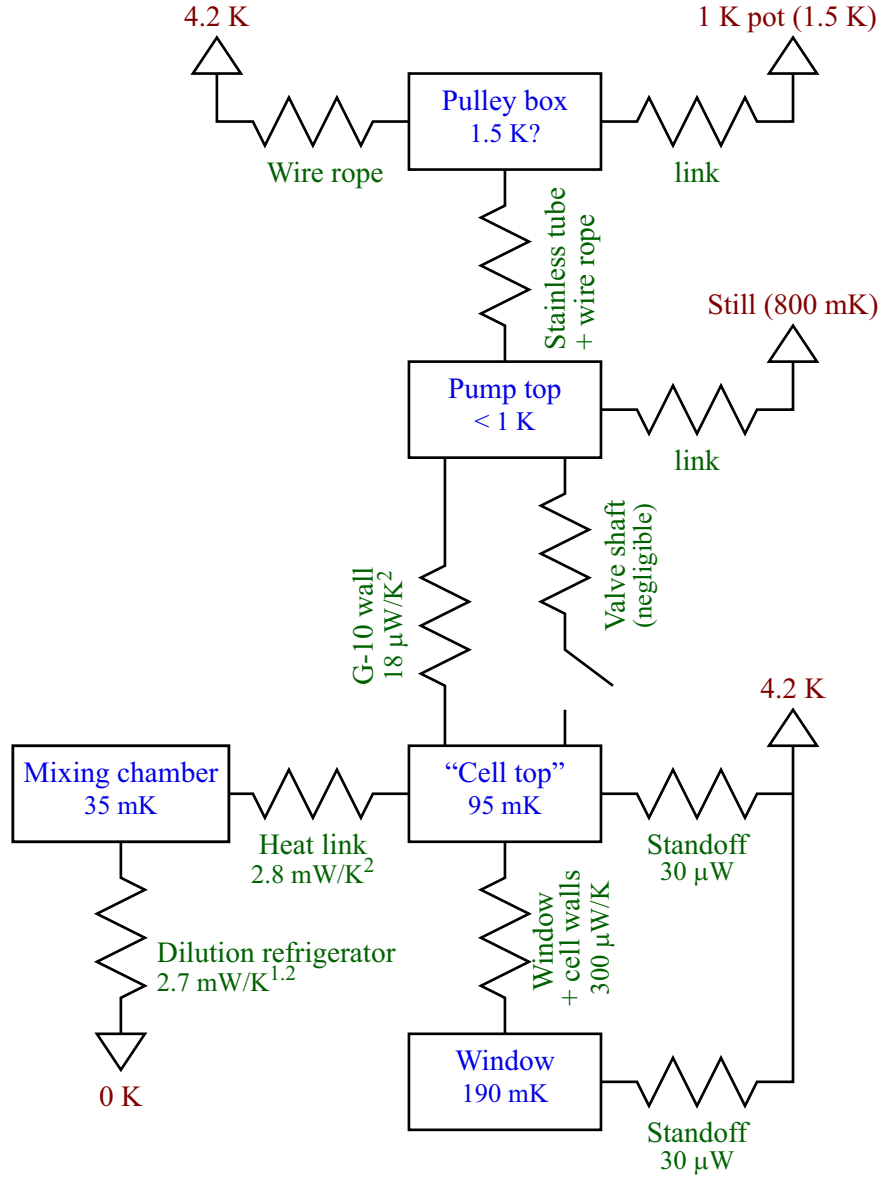 4.2 K
1 K pot (1.5 K)
Pulley box
1.5 K?
Wire rope
link
Stainless tube
+ wire rope
Still (800 mK)
Pump top
< 1 K
link
G-10 wall
18 μW/K²
Valve shaft
(negligible)
4.2 K
Mixing chamber
35 mK
“Cell top”
95 mK
Heat link
2.8 mW/K²
Standoff
30 μW
Window
+ cell walls
300 μW/K
Dilution refrigerator
2.7 mW/K¹·²
0 K
Window
190 mK
Standoff
30 μW